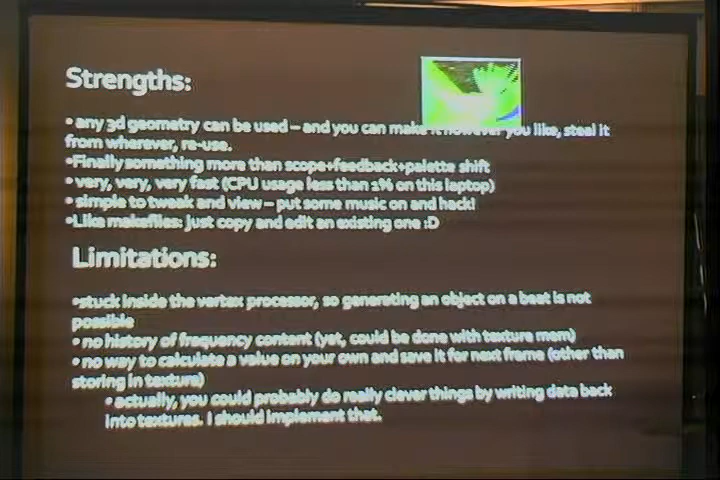 Strengths:
• any 3d geometry can be used – and you can make it however you like, steal it
from wherever, re-use.
•Finally something more than scope+feedback+palette shift
• very, very, very fast (CPU usage less than 1% on this laptop)
• simple to tweak and view – put some music on and hack!
•Like makefiles: just copy and edit an existing one :D
Limitations:
•stuck inside the vertex processor, so generating an object on a beat is not
possible
• no history of frequency content (yet, could be done with texture mem)
• no way to calculate a value on your own and save it for next frame (other than
storing in texture)
• actually, you could probably do really clever things by writing data back
into textures. I should implement that.